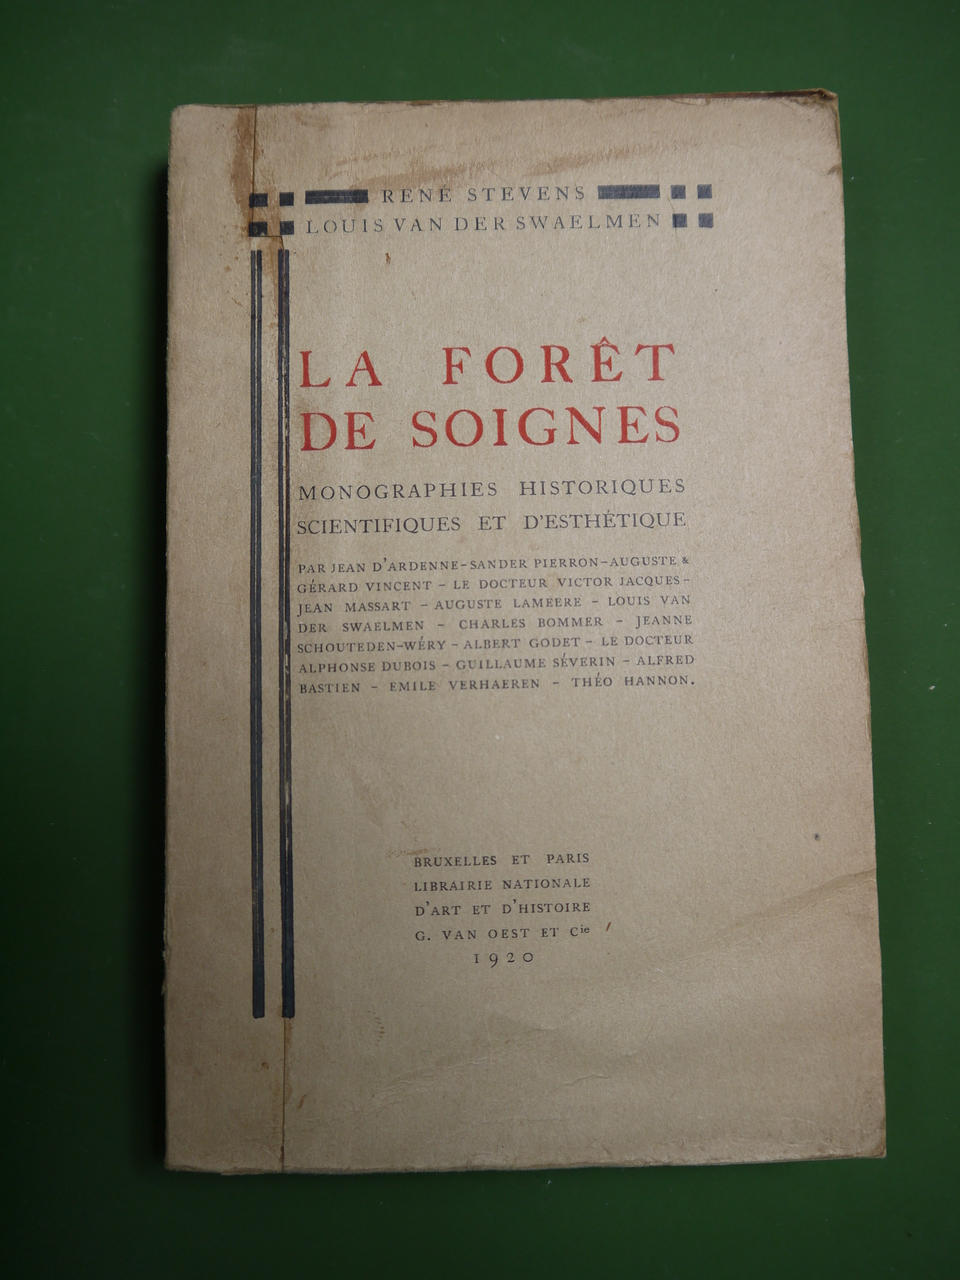 RENÉ STEVENS
LOUIS VAN DER SWAELMEN
LA FORÊT
DE SOIGNES
MONOGRAPHIES HISTORIQUES
SCIENTIFIQUES ET D'ESTHÉTIQUE
PAR JEAN D'ARDENNE-SANDER PIERRON-AUGUSTE &
GÉRARD VINCENT – LE DOCTEUR VICTOR JACQUES –
JEAN MASSART – AUGUSTE LAMEERE – LOUIS VAN
DER SWAELMEN – CHARLES BOMMER – JEANNE
SCHOUTEDEN-WÉRY – ALBERT GODET – LE DOCTEUR
ALPHONSE DUBOIS – GUILLAUME SÉVERIN – ALFRED
BASTIEN – EMILE VERHAEREN – THÉO HANNON.
BRUXELLES ET PARIS
LIBRAIRIE NATIONALE
D'ART ET D'HISTOIRE
G. VAN OEST ET Cie
1920